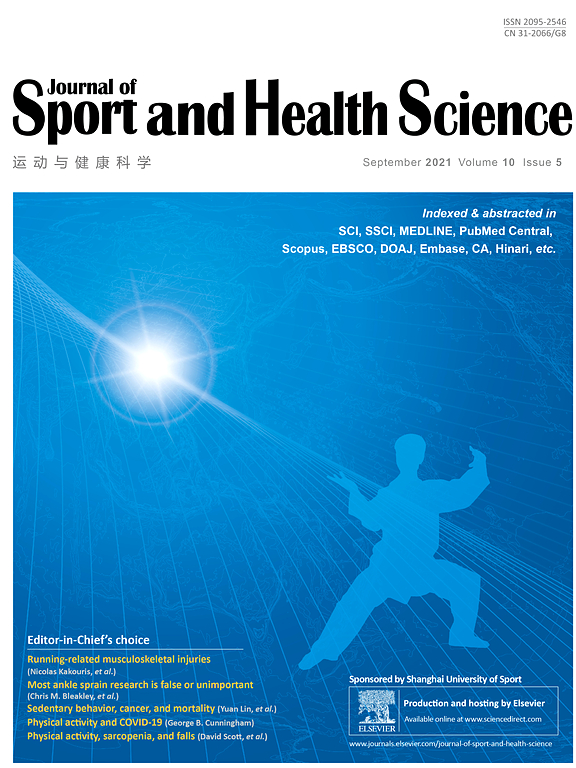 ISSN 2095-2546
CN 31-2066/G8
Journal of
Sport and Health Science
运动与健康科学
September 2021 Volume 10 Issue 5
Indexed & abstracted in
SCI, SSCI, MEDLINE, PubMed Central,
Scopus, EBSCO, DOAJ, Embase, CA, Hinari, etc.
Editor-in-Chief's choice
Running-related musculoskeletal injuries
(Nicolas Kakouris, et al.)
Most ankle sprain research is false or unimportant
(Chris M. Bleakley, et al.)
Sedentary behavior, cancer, and mortality (Yuan Lin, et al.)
Physical activity and COVID-19 (George B. Cunningham)
Physical activity, sarcopenia, and falls (David Scott, et al.)
Sponsored by Shanghai University of Sport
ELSEVIER
Production and hosting by Elsevier
Available online at www.sciencedirect.com
www.journals.elsevier.com/journal-of-sport-and-health-science